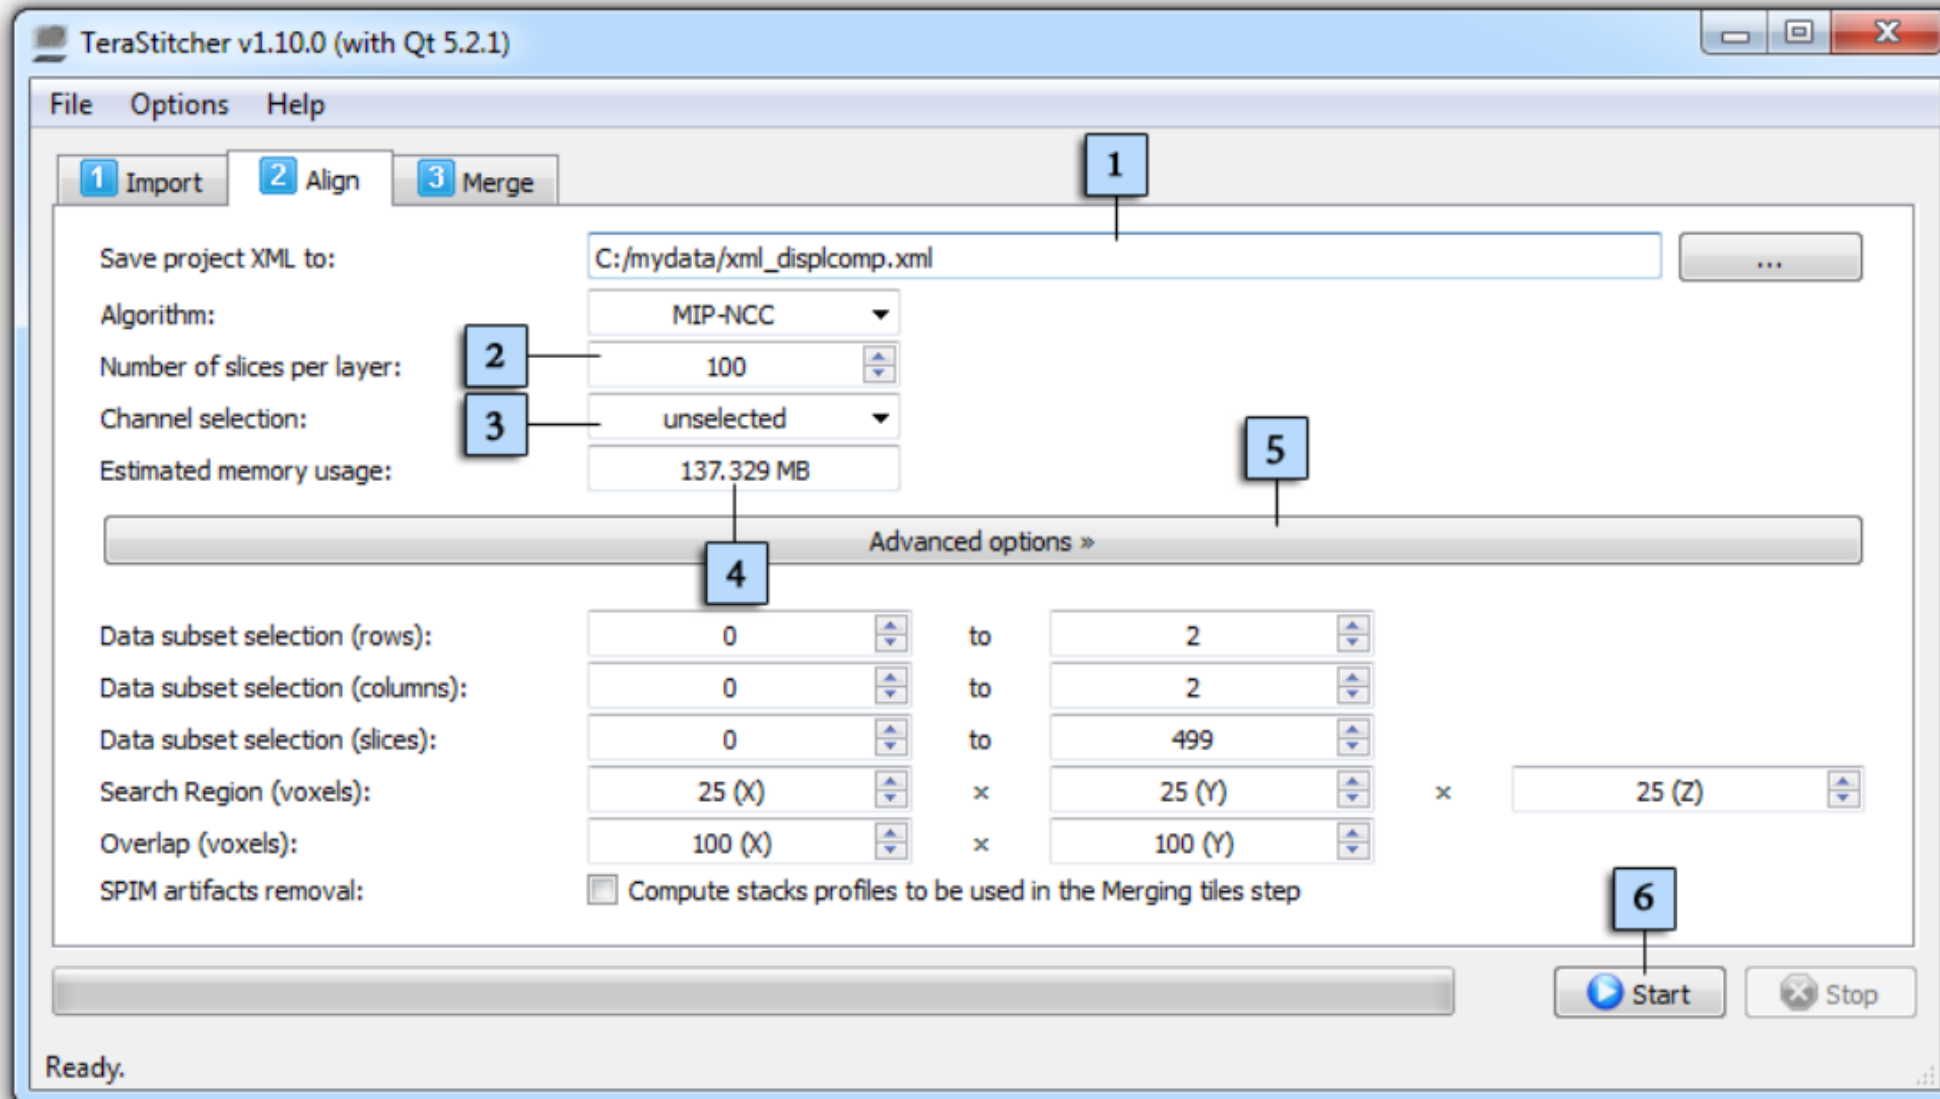 TeraStitcher v1.10.0 (with Qt 5.2.1)
File Options Help
1
1 Import 2 Align 3 Merge
Save project XML to: C:/mydata/xml_displcomp.xml ...
Algorithm: MIP-NCC
2
Number of slices per layer: 100
3
Channel selection: unselected
5
Estimated memory usage: 137.329 MB
Advanced options »
4
Data subset selection (rows): 0 to 2
Data subset selection (columns): 0 to 2
Data subset selection (slices): 0 to 499
Search Region (voxels): 25 (X) × 25 (Y) × 25 (Z)
Overlap (voxels): 100 (X) × 100 (Y)
SPIM artifacts removal: Compute stacks profiles to be used in the Merging tiles step
6
Start Stop
Ready.